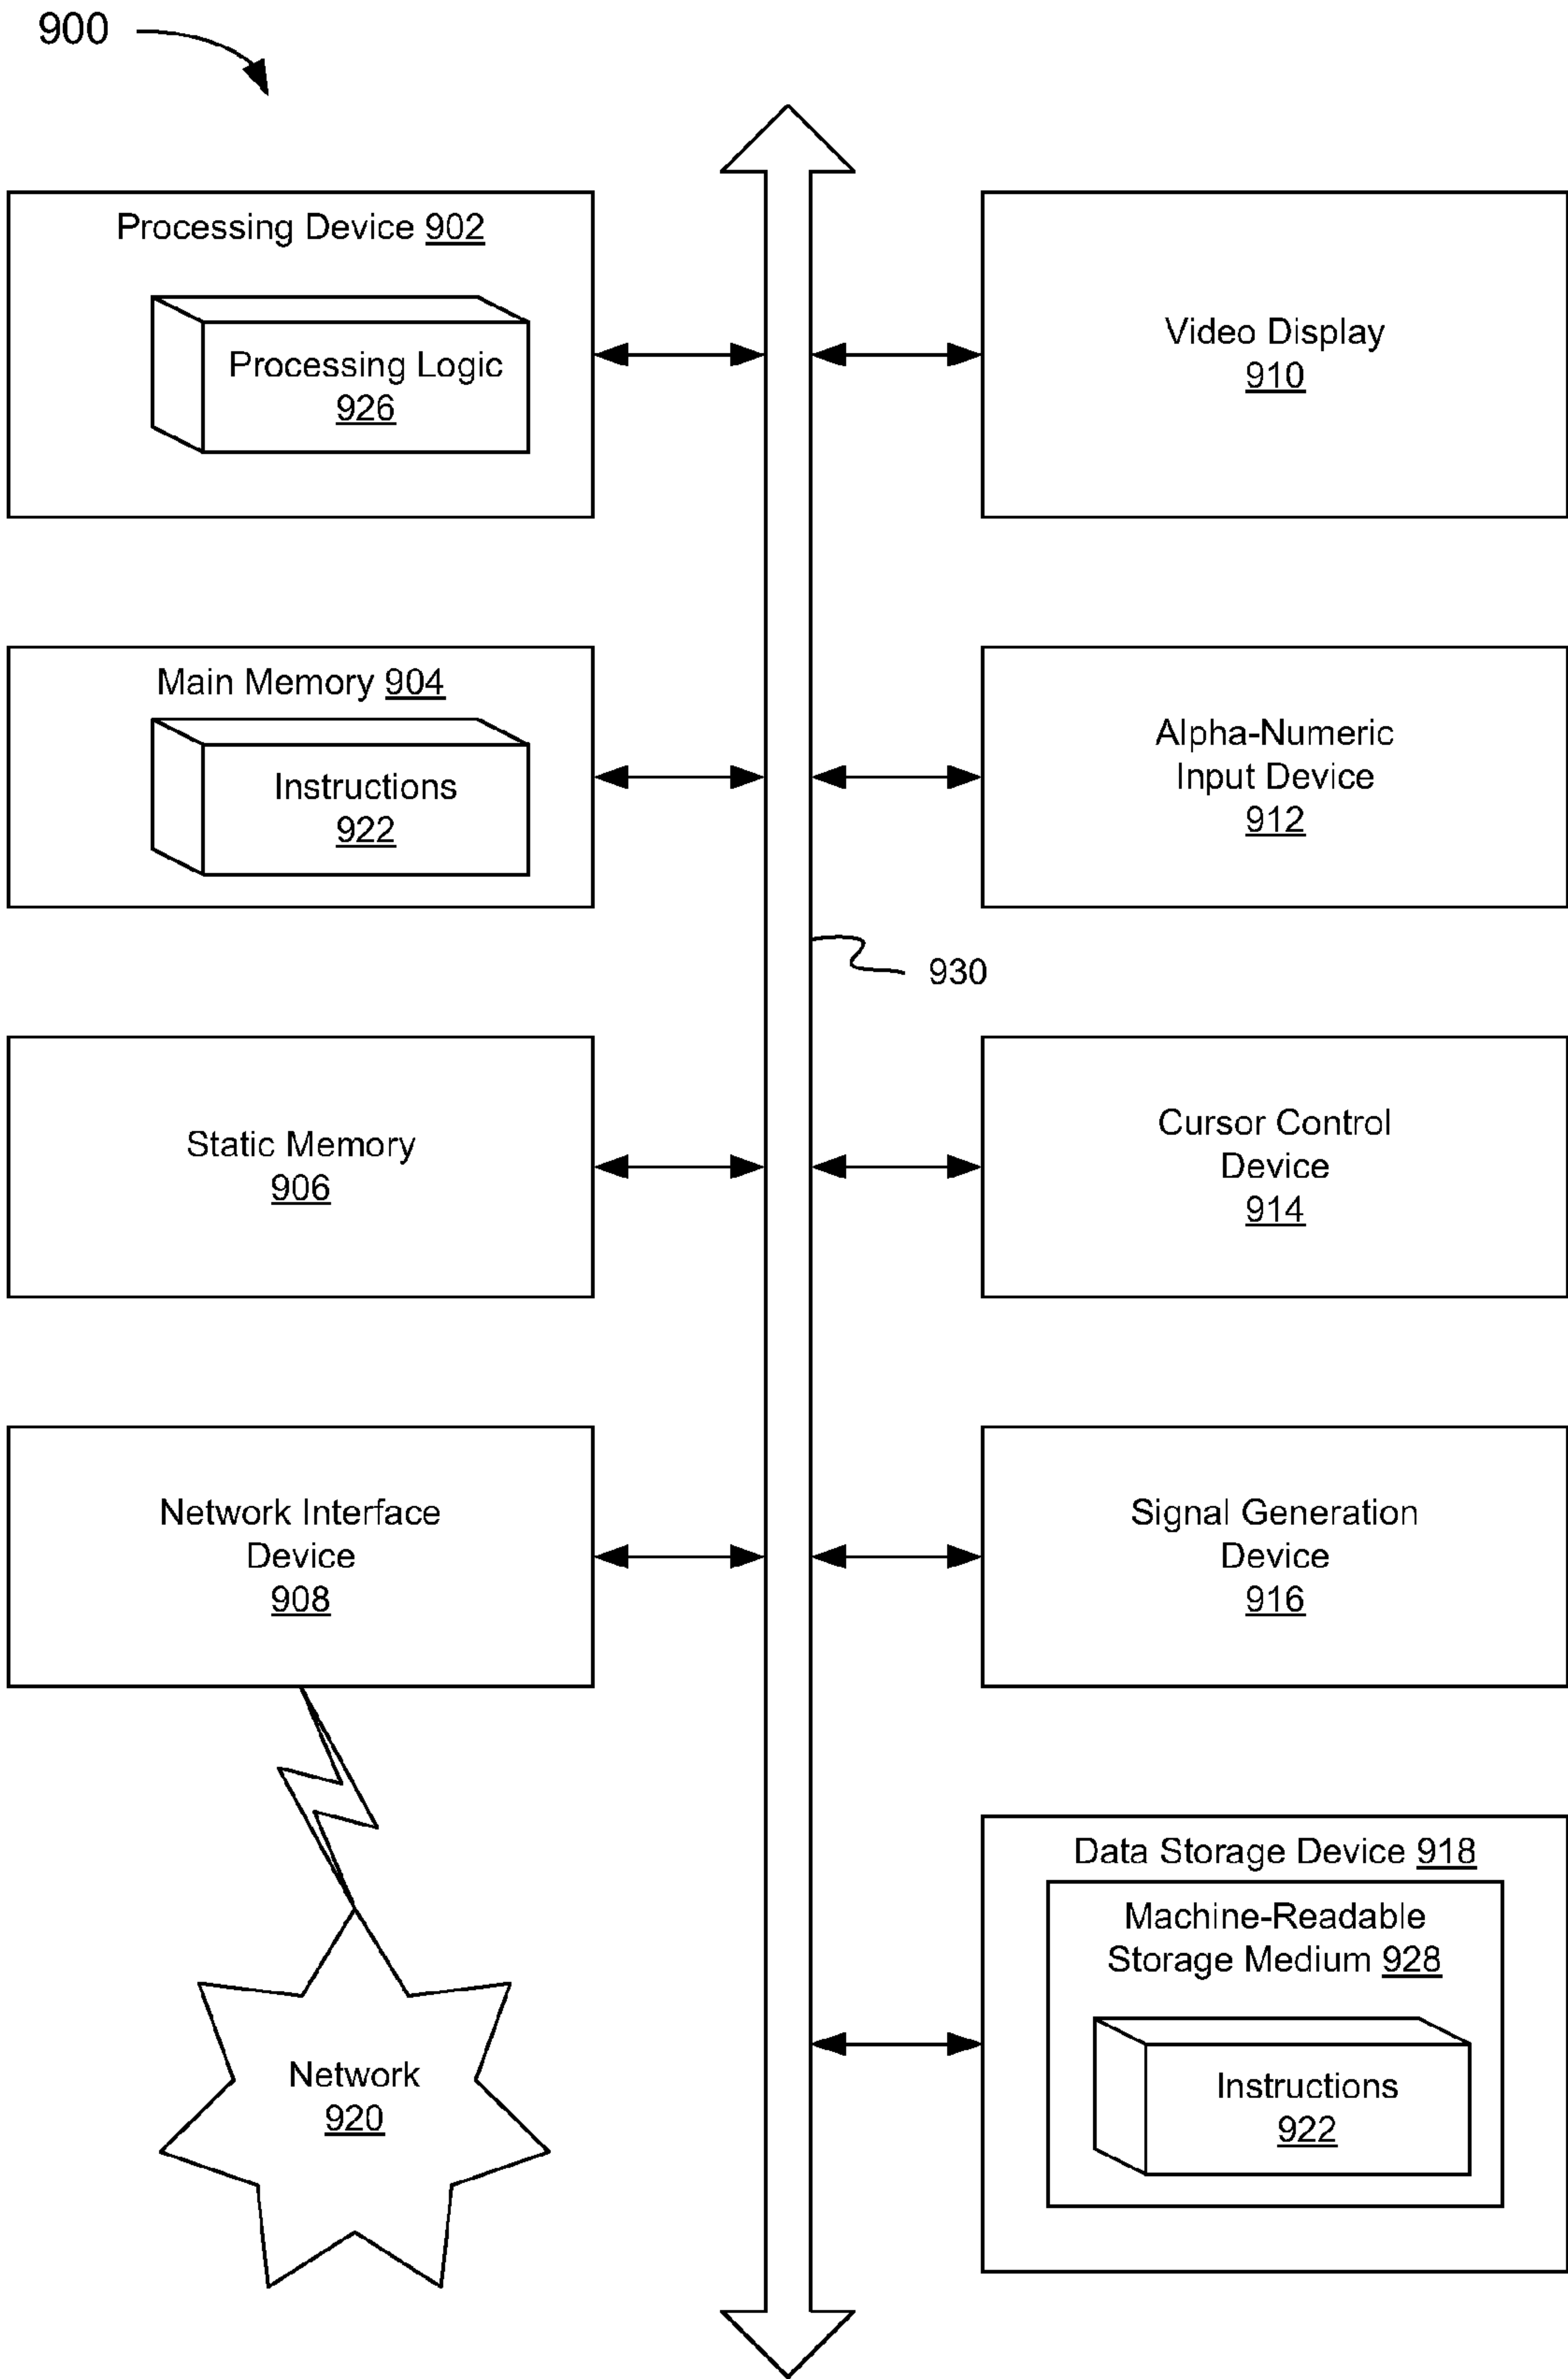 900
Processing Device 902
Processing Logic
926
Video Display
910
Main Memory 904
Instructions
922
Alpha-Numeric
Input Device
912
930
Static Memory
906
Cursor Control
Device
914
Network Interface
Device
908
Signal Generation
Device
916
Data Storage Device 918
Machine-Readable
Storage Medium 928
Instructions
922
Network
920